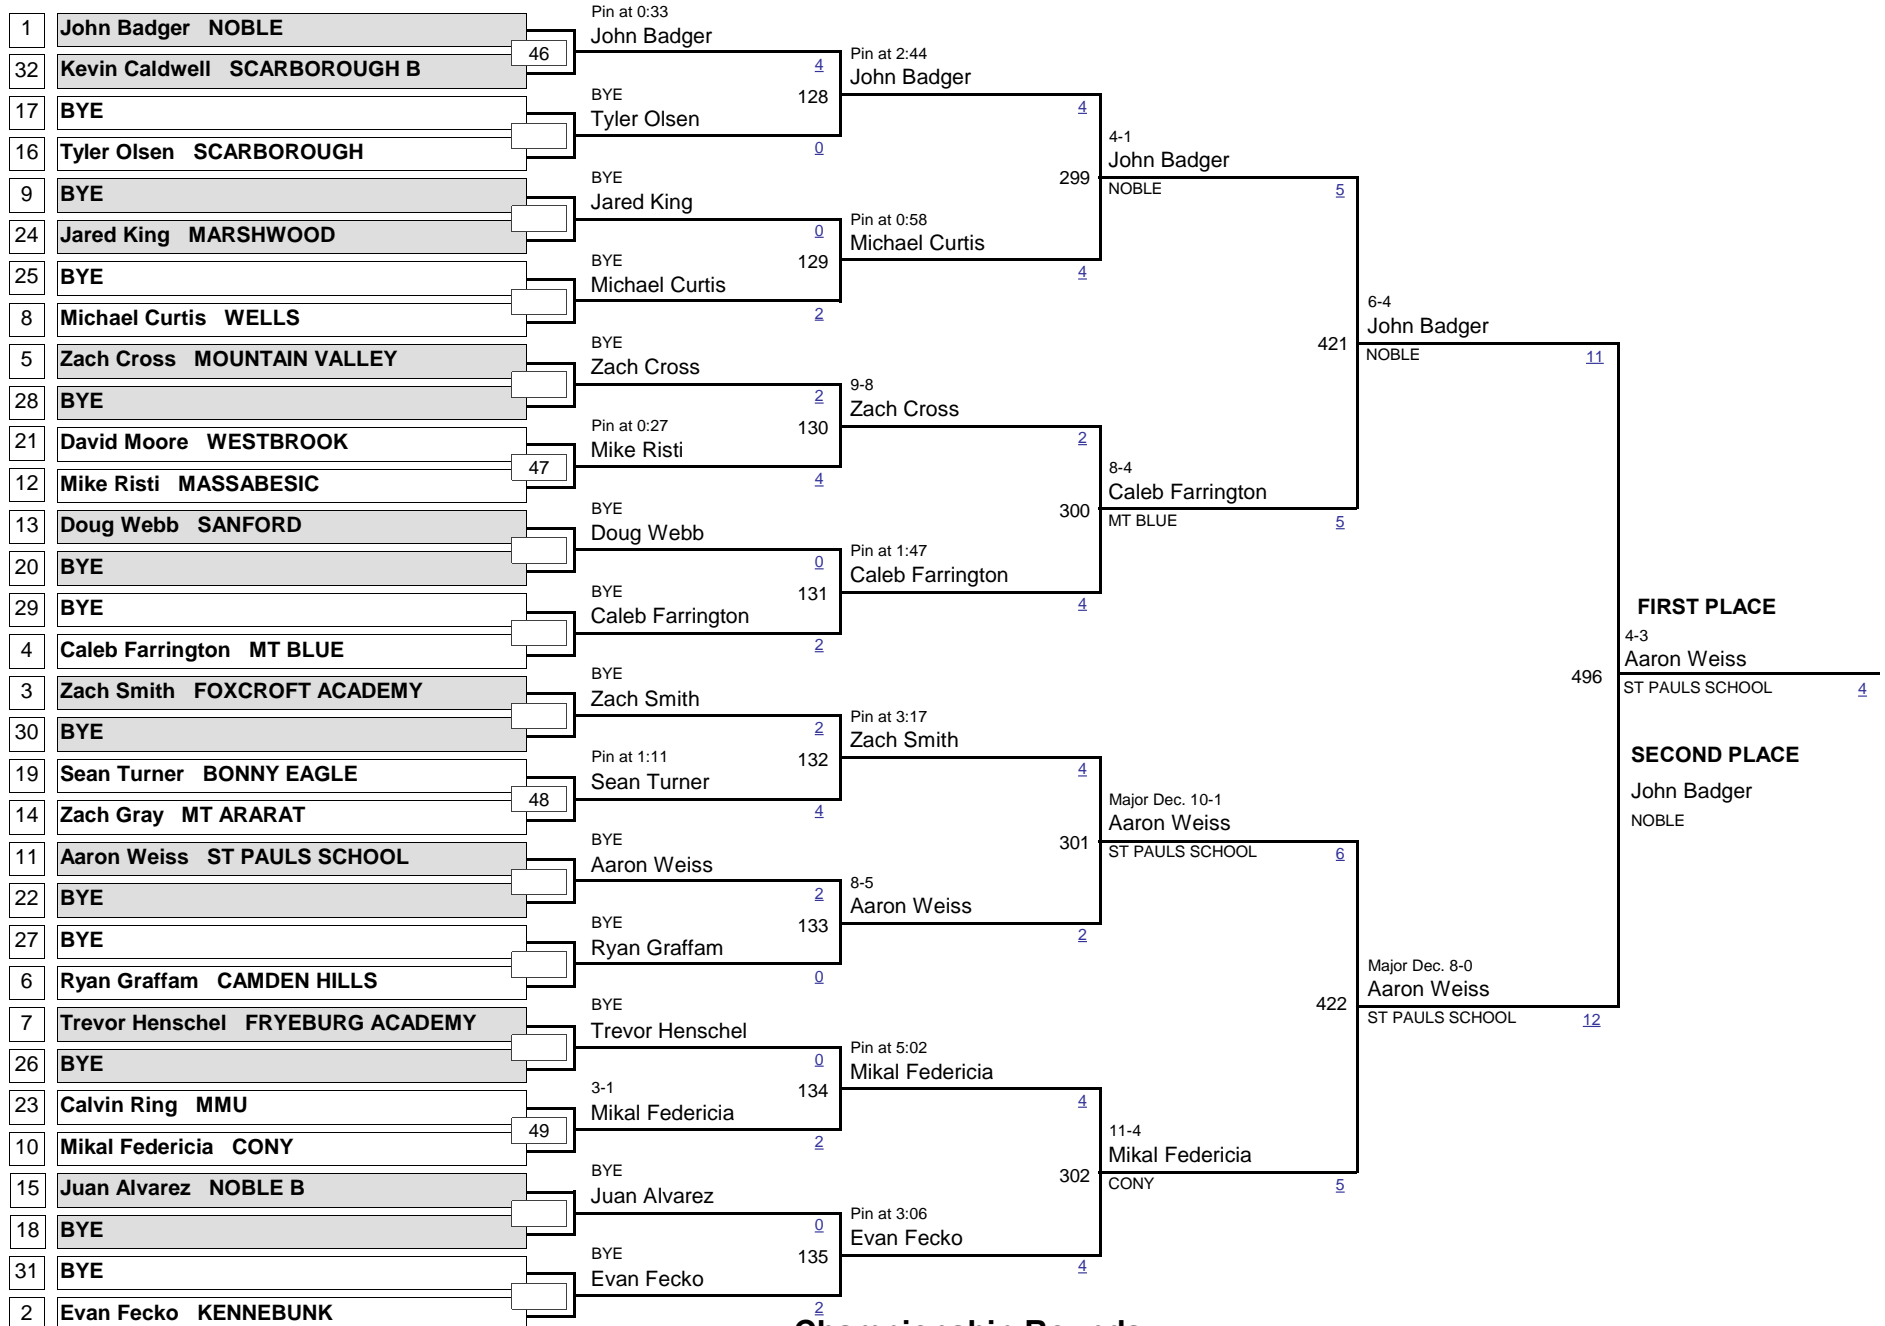 1 John Badger NOBLE
32 Kevin Caldwell SCARBOROUGH B
17 BYE
16 Tyler Olsen SCARBOROUGH
9 BYE
24 Jared King MARSHWOOD
25 BYE
8 Michael Curtis WELLS
5 Zach Cross MOUNTAIN VALLEY
28 BYE
21 David Moore WESTBROOK
12 Mike Risti MASSABESIC
13 Doug Webb SANFORD
20 BYE
29 BYE
4 Caleb Farrington MT BLUE
3 Zach Smith FOXCROFT ACADEMY
30 BYE
19 Sean Turner BONNY EAGLE
14 Zach Gray MT ARARAT
11 Aaron Weiss ST PAULS SCHOOL
22 BYE
27 BYE
6 Ryan Graffam CAMDEN HILLS
7 Trevor Henschel FRYEBURG ACADEMY
26 BYE
23 Calvin Ring MMU
10 Mikal Federicia CONY
15 Juan Alvarez NOBLE B
18 BYE
31 BYE
2 Evan Fecko KENNEBUNK
46
47
48
49
Pin at 0:33
John Badger
4
128
BYE
Tyler Olsen
0
BYE
Jared King
0
129
BYE
Michael Curtis
2
BYE
Zach Cross
2
130
Pin at 0:27
Mike Risti
4
BYE
Doug Webb
0
131
BYE
Caleb Farrington
2
BYE
Zach Smith
2
132
Pin at 1:11
Sean Turner
4
BYE
Aaron Weiss
2
133
BYE
Ryan Graffam
0
BYE
Trevor Henschel
0
134
3-1
Mikal Federicia
2
BYE
Juan Alvarez
0
135
BYE
Evan Fecko
2
Pin at 2:44
John Badger
4
299
Pin at 0:58
Michael Curtis
4
9-8
Zach Cross
2
300
Pin at 1:47
Caleb Farrington
4
Pin at 3:17
Zach Smith
4
301
8-5
Aaron Weiss
2
Pin at 5:02
Mikal Federicia
4
302
Pin at 3:06
Evan Fecko
4
4-1
John Badger
NOBLE 5
421
8-4
Caleb Farrington
MT BLUE 5
Major Dec. 10-1
Aaron Weiss
ST PAULS SCHOOL 6
422
11-4
Mikal Federicia
CONY 5
6-4
John Badger
NOBLE 11
496
Major Dec. 8-0
Aaron Weiss
ST PAULS SCHOOL 12
FIRST PLACE
4-3
Aaron Weiss
ST PAULS SCHOOL 4
SECOND PLACE
John Badger
NOBLE